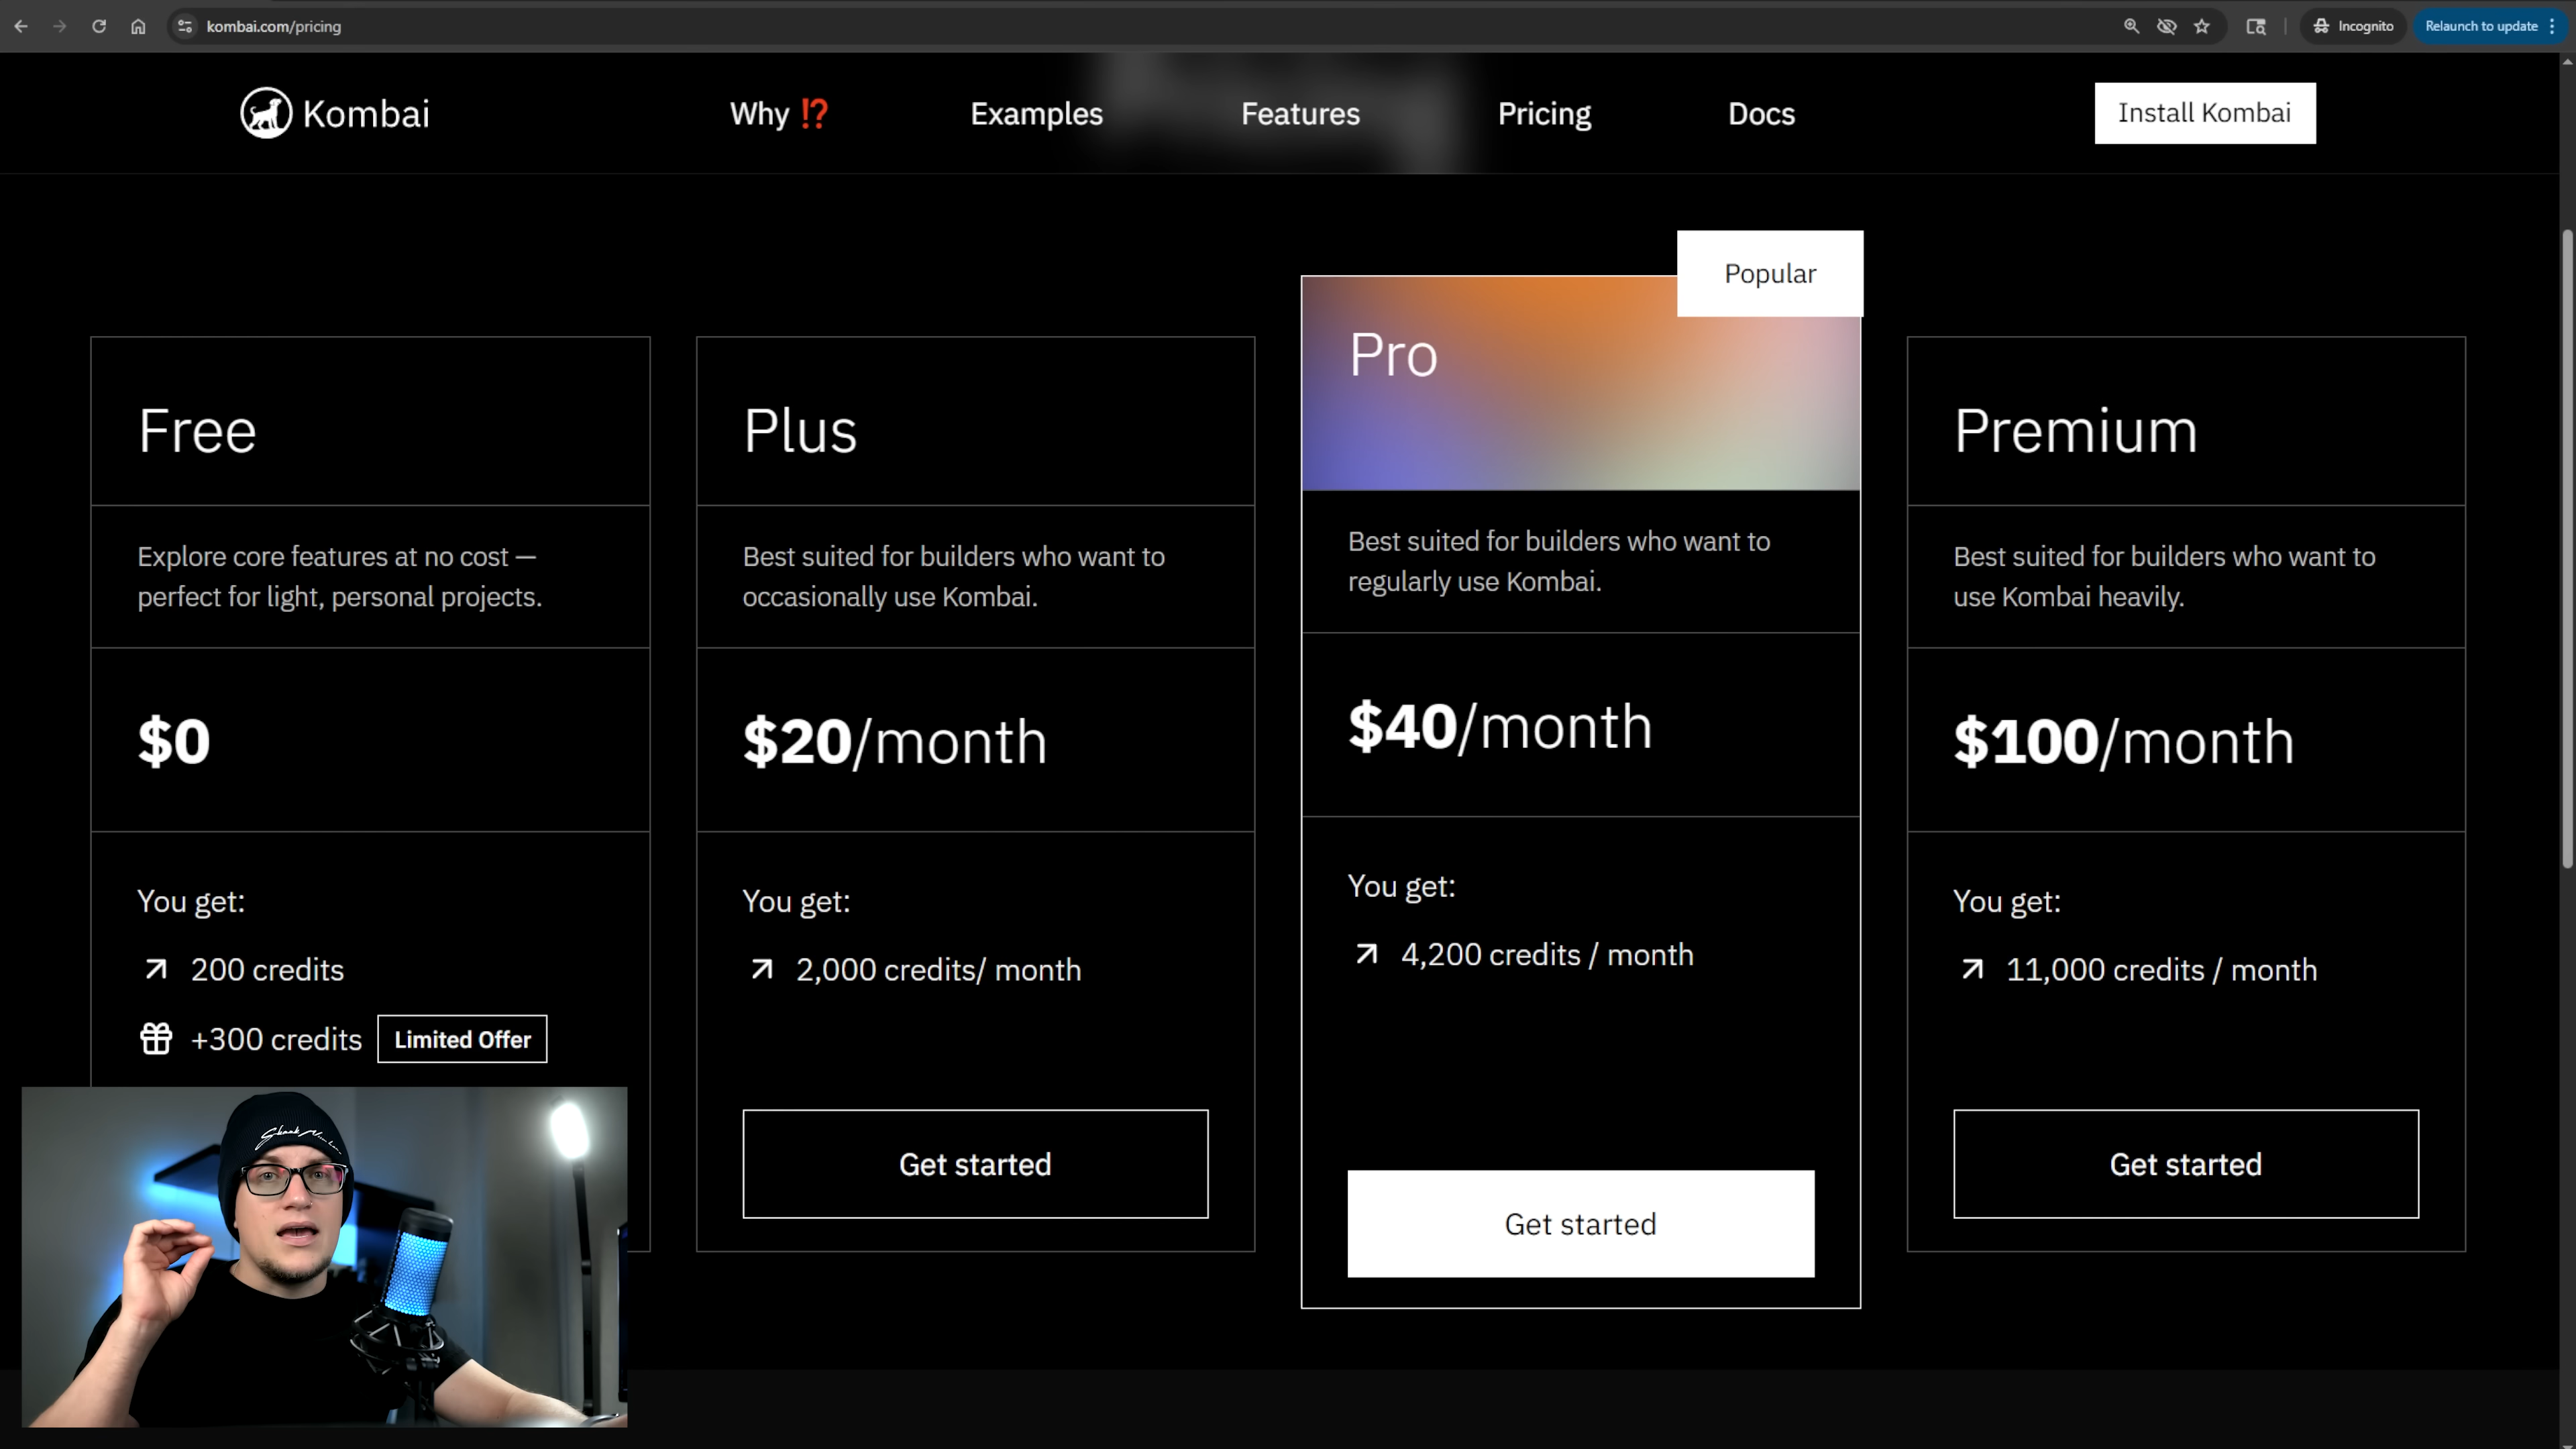 kombai.com/pricing
Incognito
Relaunch to update
Kombai
Why ⁉
Examples
Features
Pricing
Docs
Install Kombai
Free
Explore core features at no cost —
perfect for light, personal projects.
$0
You get:
200 credits
+300 credits
Limited Offer
Plus
Best suited for builders who want to
occasionally use Kombai.
$20/month
You get:
2,000 credits/ month
Get started
Popular
Pro
Best suited for builders who want to
regularly use Kombai.
$40/month
You get:
4,200 credits / month
Get started
Premium
Best suited for builders who want to
use Kombai heavily.
$100/month
You get:
11,000 credits / month
Get started